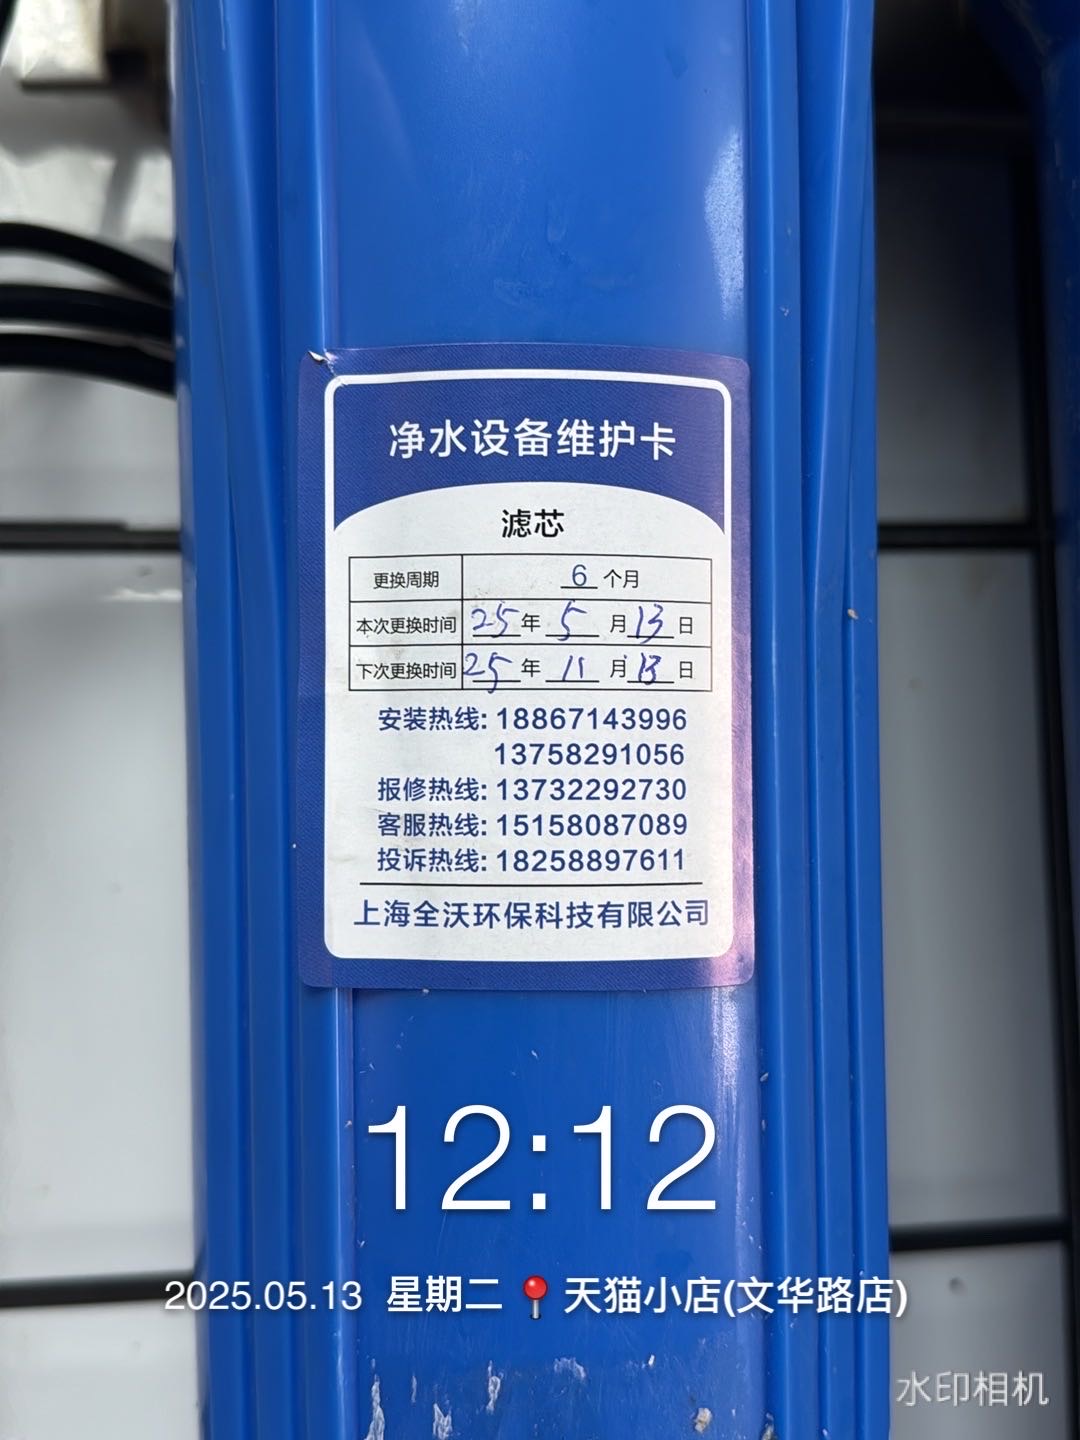 净水设备维护卡
滤芯
更换周期 6 个月
本次更换时间 25 年 5 月 13 日
下次更换时间 25 年 11 月 13 日
安装热线: 18867143996
13758291056
报修热线: 13732292730
客服热线: 15158087089
投诉热线: 18258897611
上海全沃环保科技有限公司
12:12
2025.05.13 星期二 📍天猫小店(文华路店)
水印相机